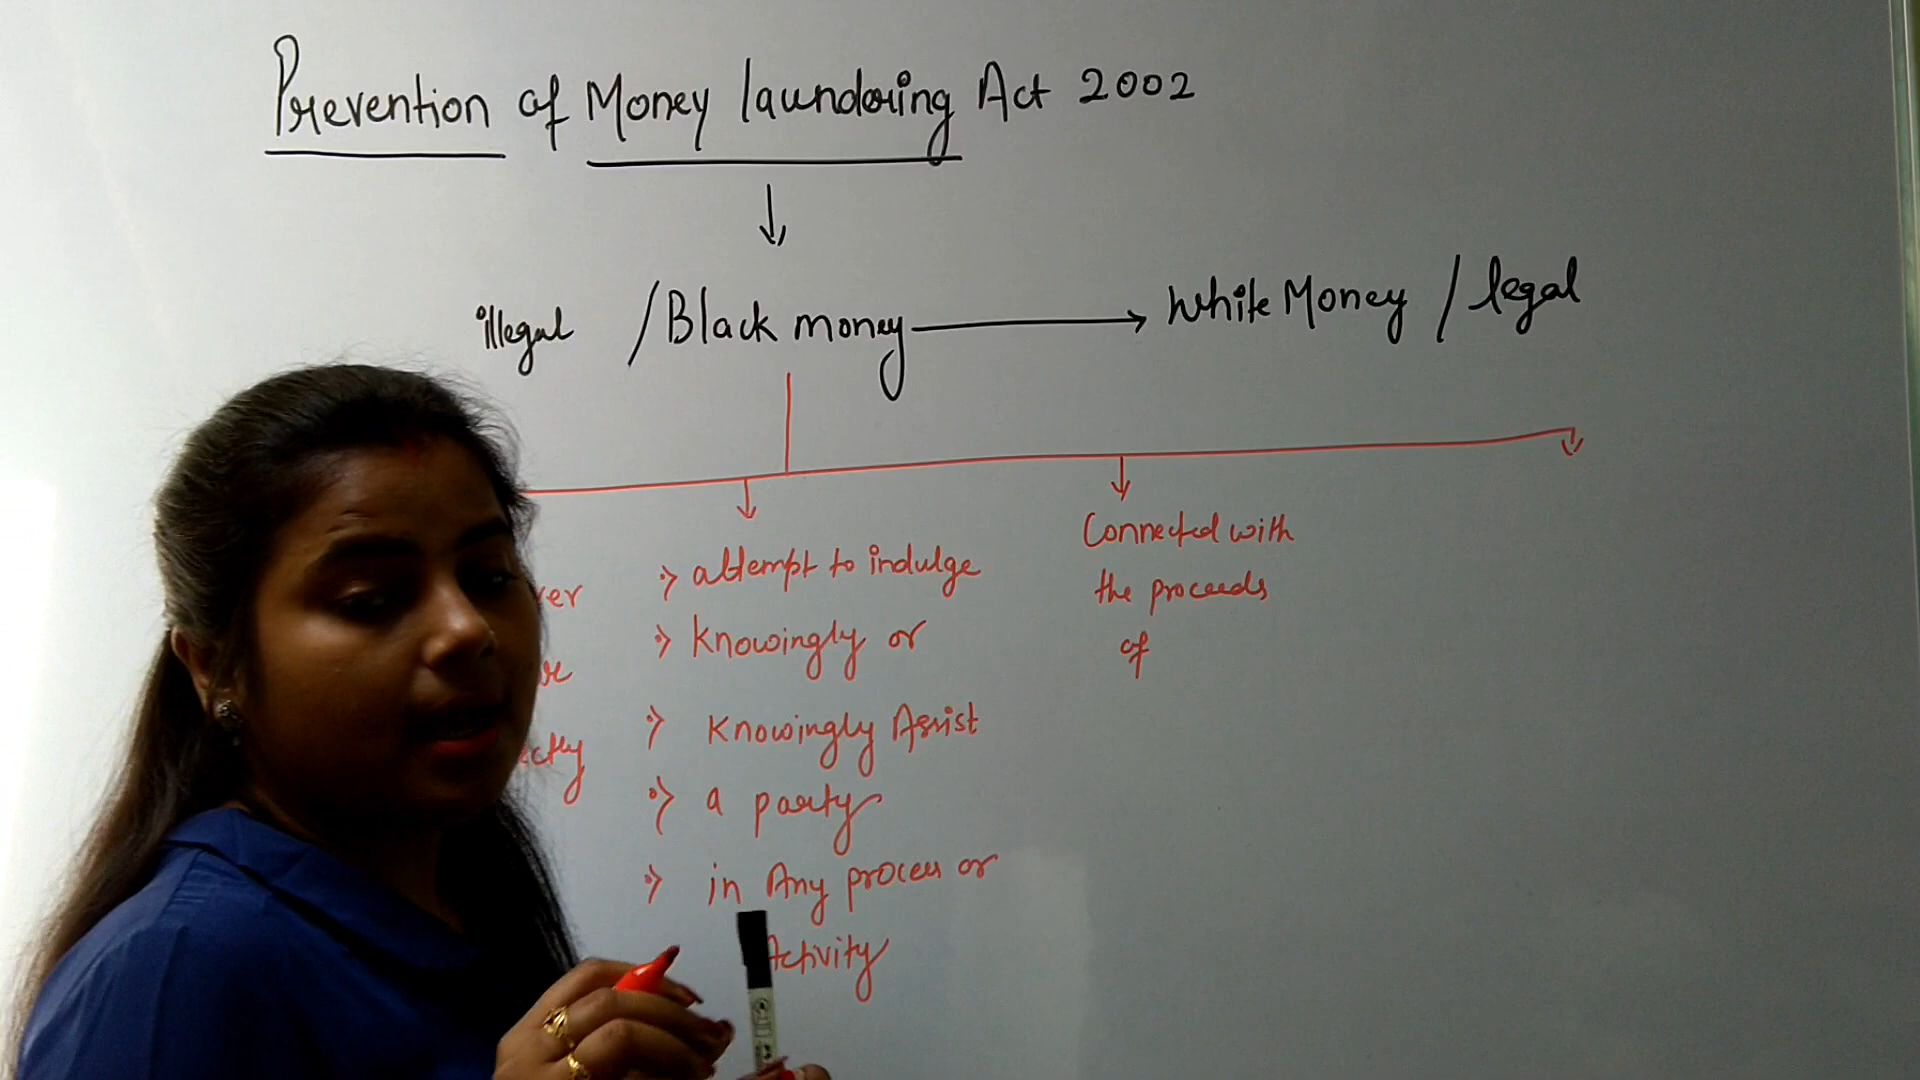 Prevention of Money laundering Act 2002
illegal / Black money → White Money / legal
attempt to indulge
Knowingly or
Knowingly Assist
a party
in Any process or
Activity
Connected with
the proceeds
of